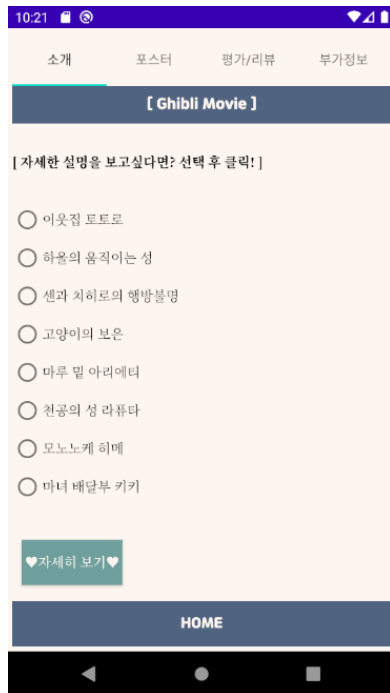 10:21
소개 포스터 평가/리뷰 부가정보
[ Ghibli Movie ]
[ 자세한 설명을 보고싶다면? 선택 후 클릭! ]
이웃집 토토로
하울의 움직이는 성
센과 치히로의 행방불명
고양이의 보은
마루 밑 아리에티
천공의 성 라퓨타
모노노케 히메
마녀 배달부 키키
♥자세히 보기♥
HOME